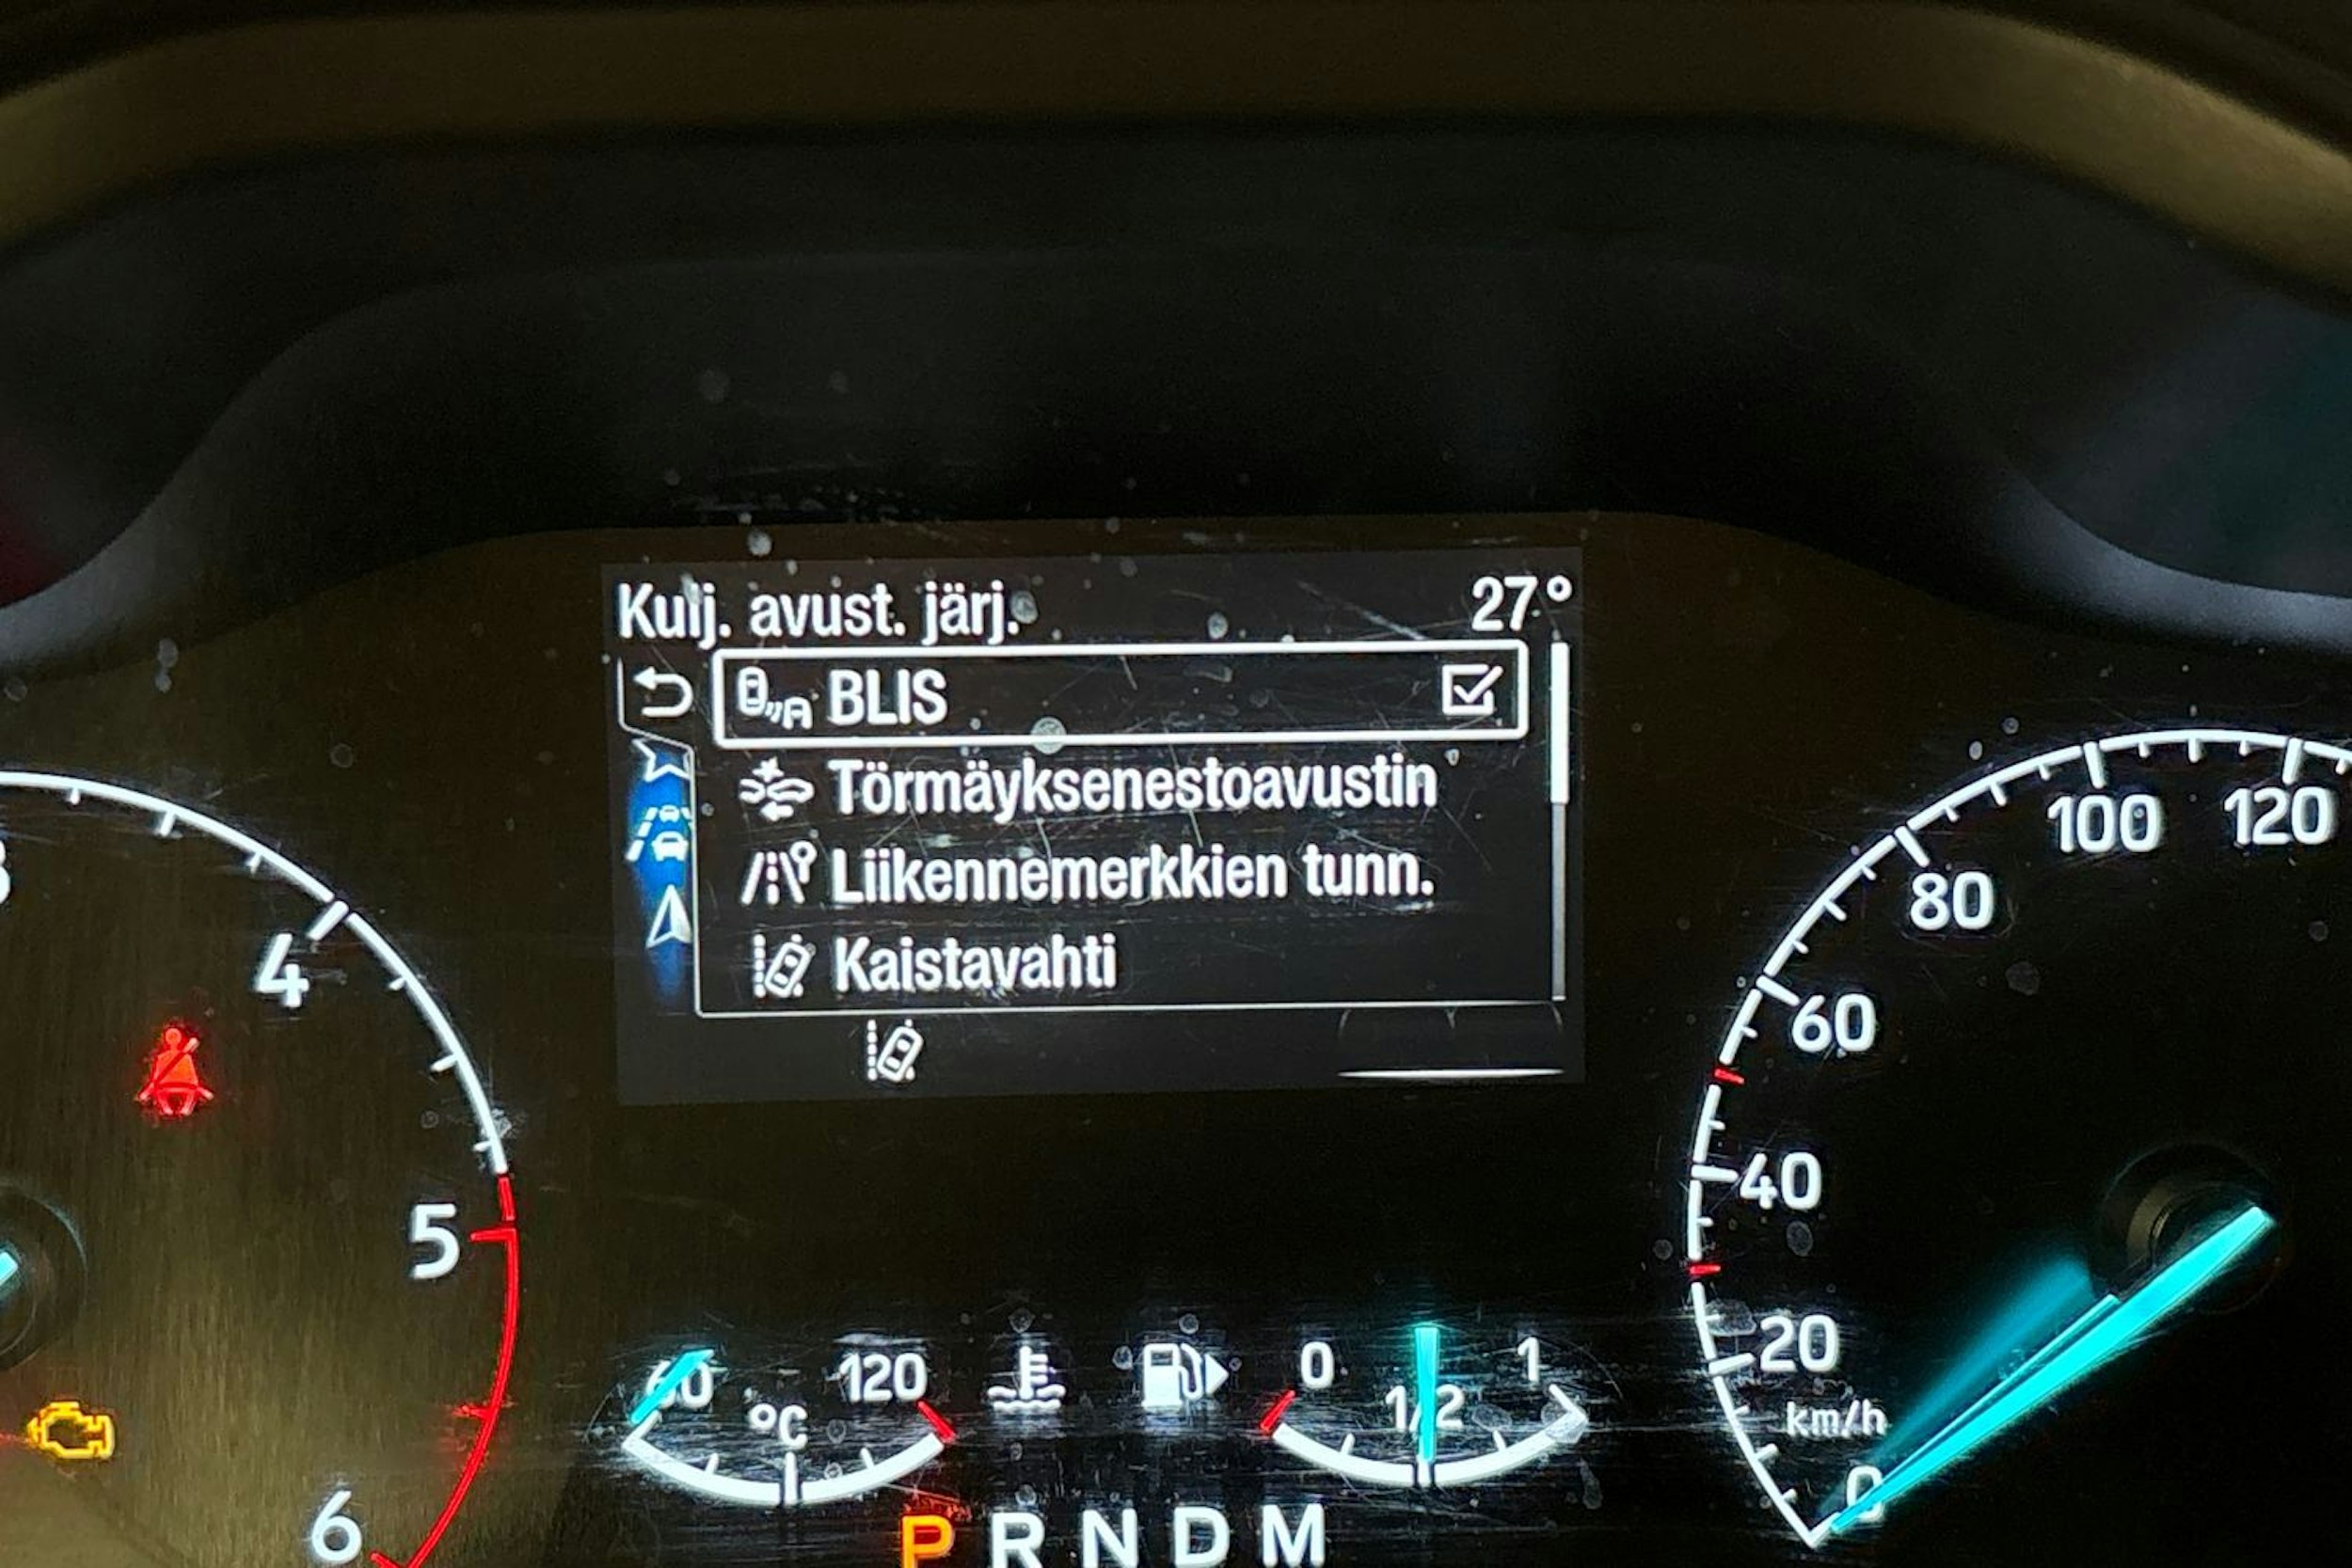 Kulj. avust. järj. 27°
BLIS
Törmäyksenestoavustin
Liikennemerkkien tunn.
Kaistavahti
4
5
6
60 °C 120
0 1/2 1
P R N D M
120
100
80
60
40
20
km/h
0